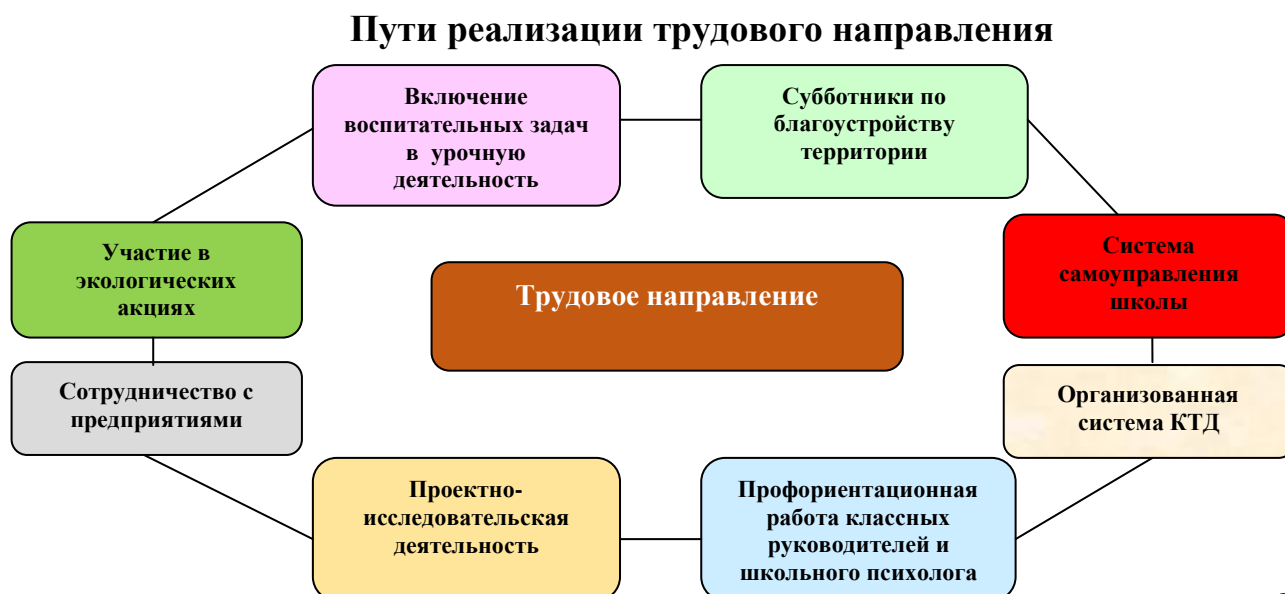 Пути реализации трудового направления
Включение
воспитательных задач
в урочную
деятельность
Субботники по
благоустройству
территории
Участие в
экологических
акциях
Трудовое направление
Система
самоуправления
школы
Сотрудничество с
предприятиями
Организованная
система КТД
Проектно-
исследовательская
деятельность
Профориентационная
работа классных
руководителей и
школьного психолога